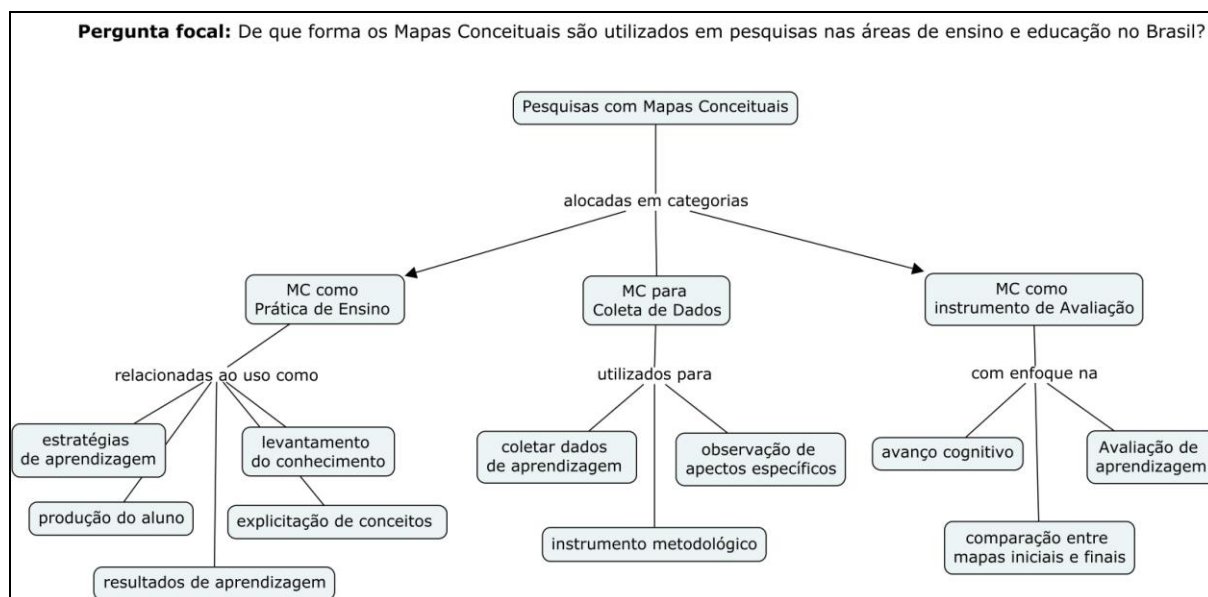 Pergunta focal: De que forma os Mapas Conceituais são utilizados em pesquisas nas áreas de ensino e educação no Brasil?
Pesquisas com Mapas Conceituais
alocadas em categorias
MC como
Prática de Ensino
MC para
Coleta de Dados
MC como
instrumento de Avaliação
relacionadas ao uso como
utilizados para
com enfoque na
estratégias
de aprendizagem
levantamento
do conhecimento
coletar dados
de aprendizagem
observação de
apectos específicos
avanço cognitivo
Avaliação de
aprendizagem
produção do aluno
explicitação de conceitos
instrumento metodológico
comparação entre
mapas iniciais e finais
resultados de aprendizagem